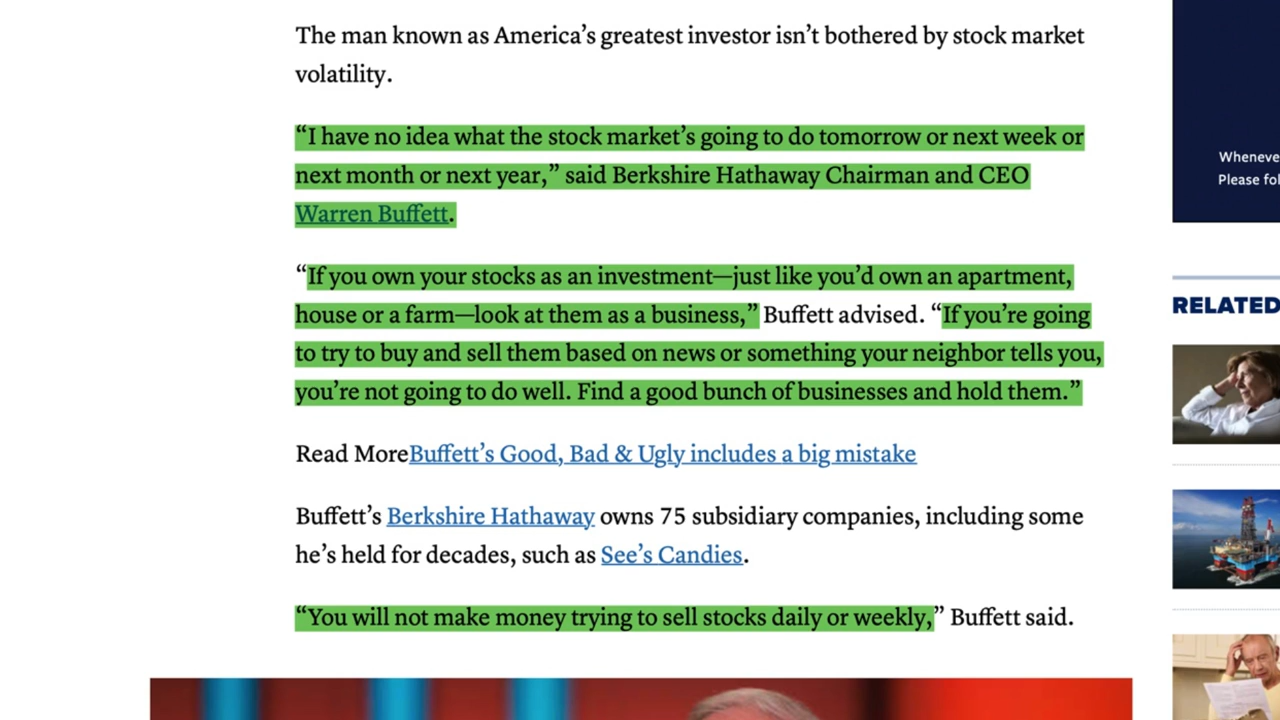 The man known as America’s greatest investor isn’t bothered by stock market
volatility.
“I have no idea what the stock market’s going to do tomorrow or next week or
next month or next year,” said Berkshire Hathaway Chairman and CEO
Warren Buffett.
“If you own your stocks as an investment—just like you’d own an apartment,
house or a farm—look at them as a business,” Buffett advised. “If you’re going
to try to buy and sell them based on news or something your neighbor tells you,
you’re not going to do well. Find a good bunch of businesses and hold them.”
Read MoreBuffett’s Good, Bad & Ugly includes a big mistake
Buffett’s Berkshire Hathaway owns 75 subsidiary companies, including some
he’s held for decades, such as See’s Candies.
“You will not make money trying to sell stocks daily or weekly,” Buffett said.
Wheneve
Please fol
RELATED